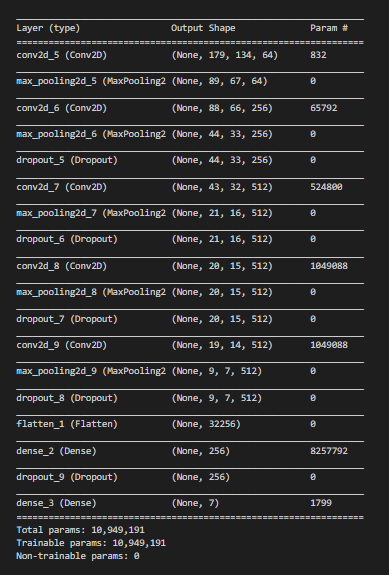 Layer (type) Output Shape Param #
conv2d_5 (Conv2D) (None, 179, 134, 64) 832
max_pooling2d_5 (MaxPooling2 (None, 89, 67, 64) 0
conv2d_6 (Conv2D) (None, 88, 66, 256) 65792
max_pooling2d_6 (MaxPooling2 (None, 44, 33, 256) 0
dropout_5 (Dropout) (None, 44, 33, 256) 0
conv2d_7 (Conv2D) (None, 43, 32, 512) 524800
max_pooling2d_7 (MaxPooling2 (None, 21, 16, 512) 0
dropout_6 (Dropout) (None, 21, 16, 512) 0
conv2d_8 (Conv2D) (None, 20, 15, 512) 1049088
max_pooling2d_8 (MaxPooling2 (None, 20, 15, 512) 0
dropout_7 (Dropout) (None, 20, 15, 512) 0
conv2d_9 (Conv2D) (None, 19, 14, 512) 1049088
max_pooling2d_9 (MaxPooling2 (None, 9, 7, 512) 0
dropout_8 (Dropout) (None, 9, 7, 512) 0
flatten_1 (Flatten) (None, 32256) 0
dense_2 (Dense) (None, 256) 8257792
dropout_9 (Dropout) (None, 256) 0
dense_3 (Dense) (None, 7) 1799
Total params: 10,949,191
Trainable params: 10,949,191
Non-trainable params: 0